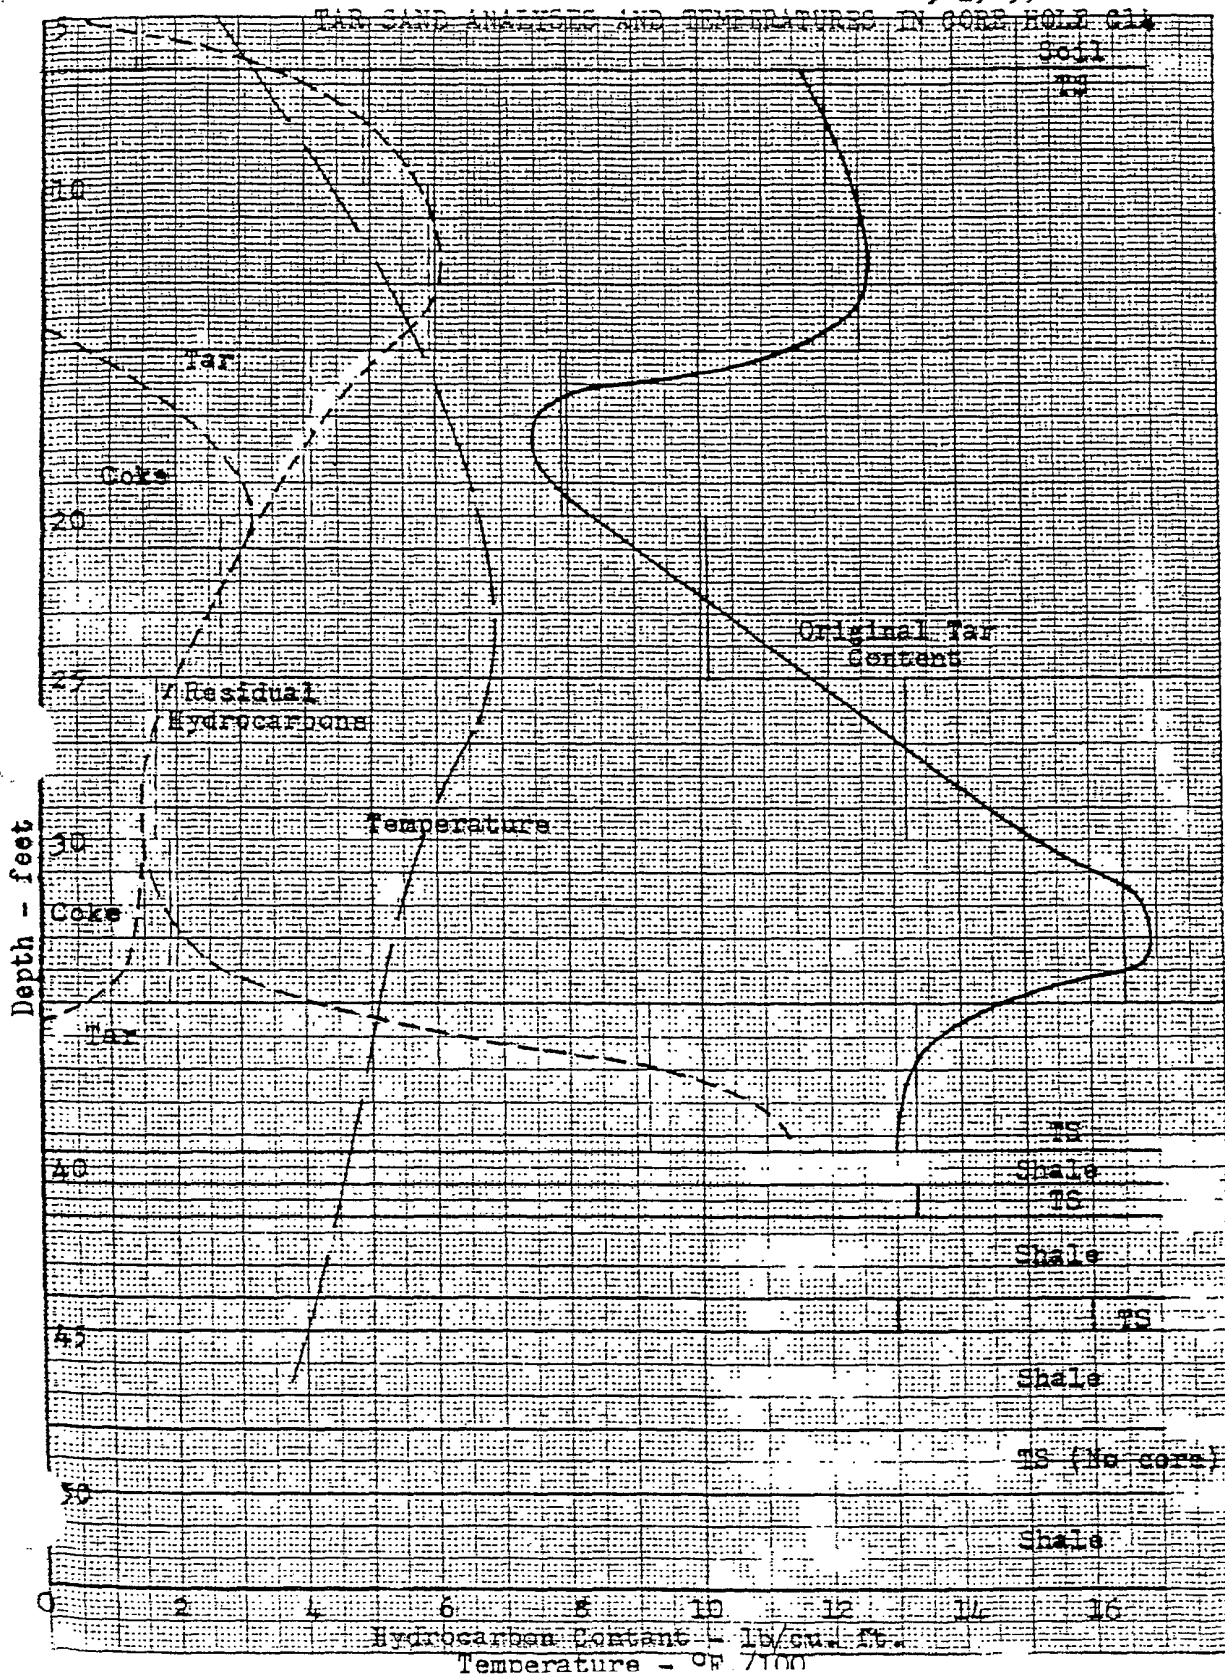 TAR SAND ANALYSES AND TEMPERATURES IN CORE HOLE C14
5
Soil
TS
10
Tar
Coke
20
Original Tar
Content
25
Residual
Hydrocarbons
Temperature
30
Depth - feet
Coke
Tar
TS
40
Shale
TS
Shale
45
TS
Shale
TS (No core)
50
Shale
0 2 4 6 8 10 12 14 16
Hydrocarbon Contant - lb/cu. ft.
Temperature - °F /100